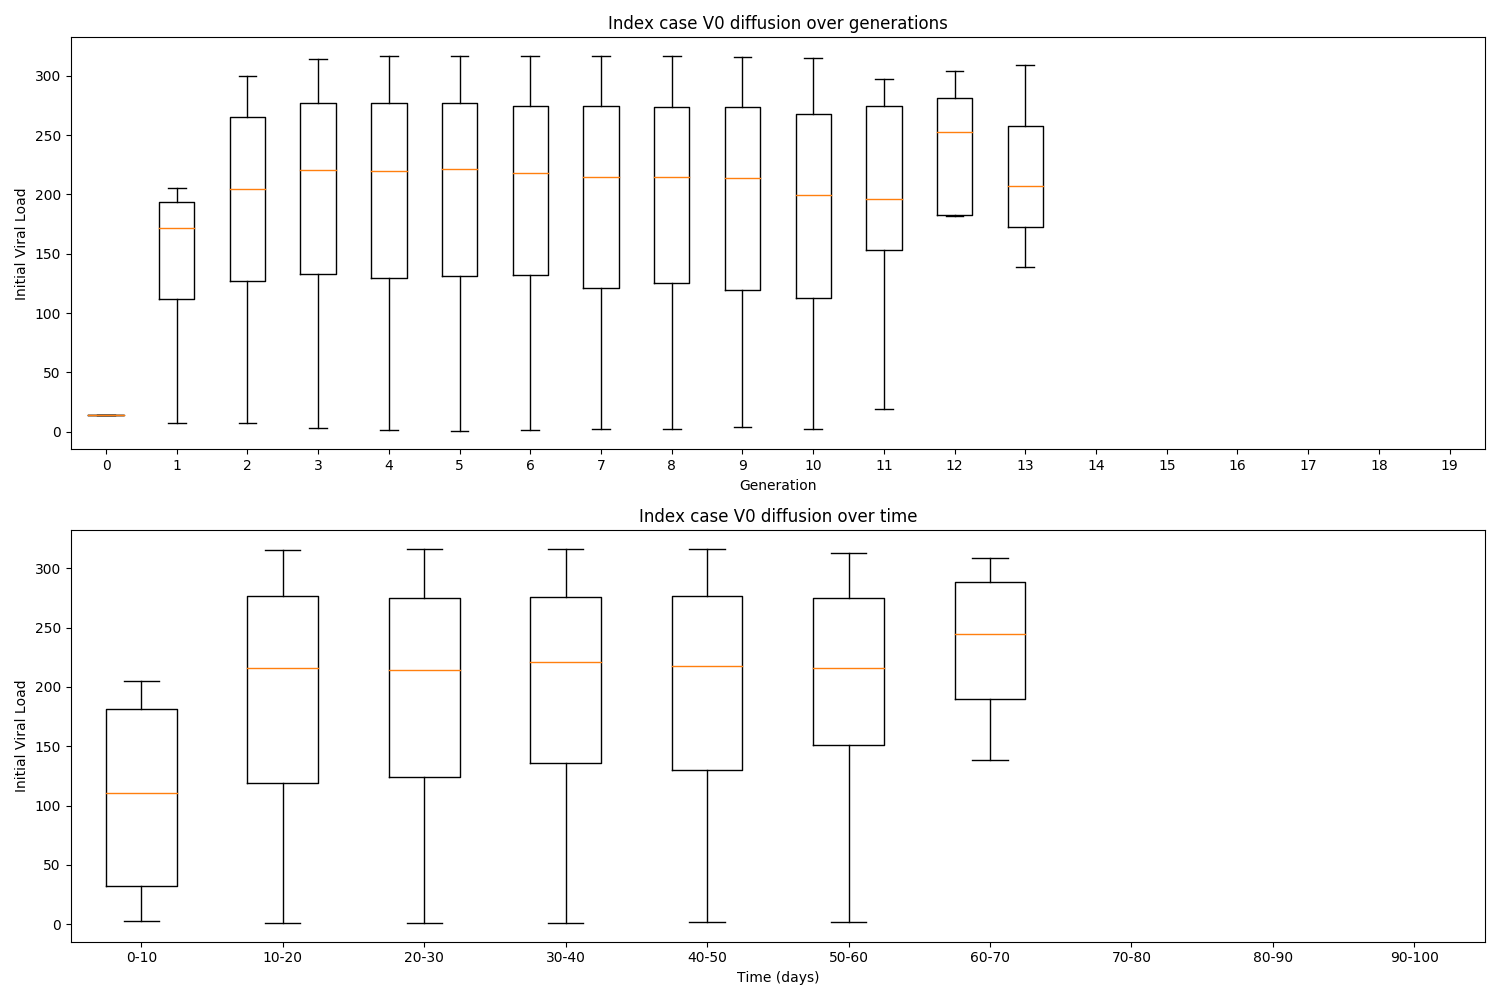 Index case V0 diffusion over generations
300
250
200
150
100
50
0
Initial Viral Load
0 1 2 3 4 5 6 7 8 9 10 11 12 13 14 15 16 17 18 19
Generation
Index case V0 diffusion over time
300
250
200
150
100
50
0
Initial Viral Load
0-10 10-20 20-30 30-40 40-50 50-60 60-70 70-80 80-90 90-100
Time (days)